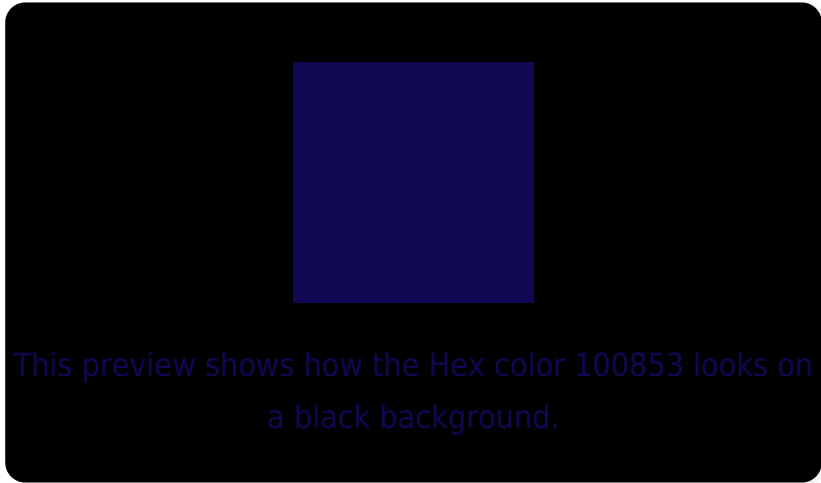 This preview shows how the Hex color 100853 looks on
a black background.